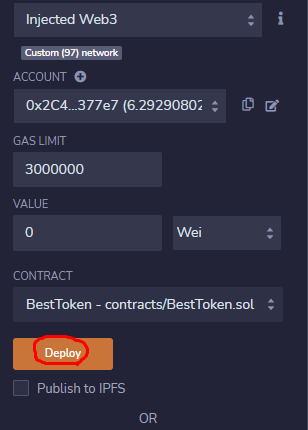 Injected Web3
Custom (97) network
ACCOUNT
0x2C4...377e7 (6.29290802
GAS LIMIT
3000000
VALUE
0 Wei
CONTRACT
BestToken - contracts/BestToken.sol
Deploy
Publish to IPFS
OR